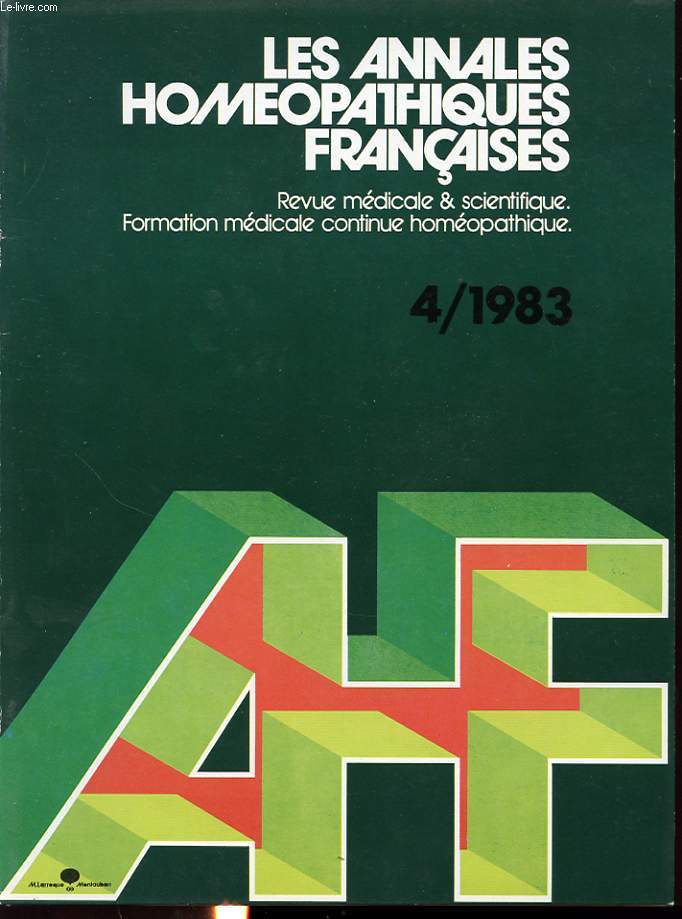 Le-livre.com
LES ANNALES
HOMEOPATHIQUES
FRANÇAISES
Revue médicale & scientifique.
Formation médicale continue homéopathique.
4/1983
AHF